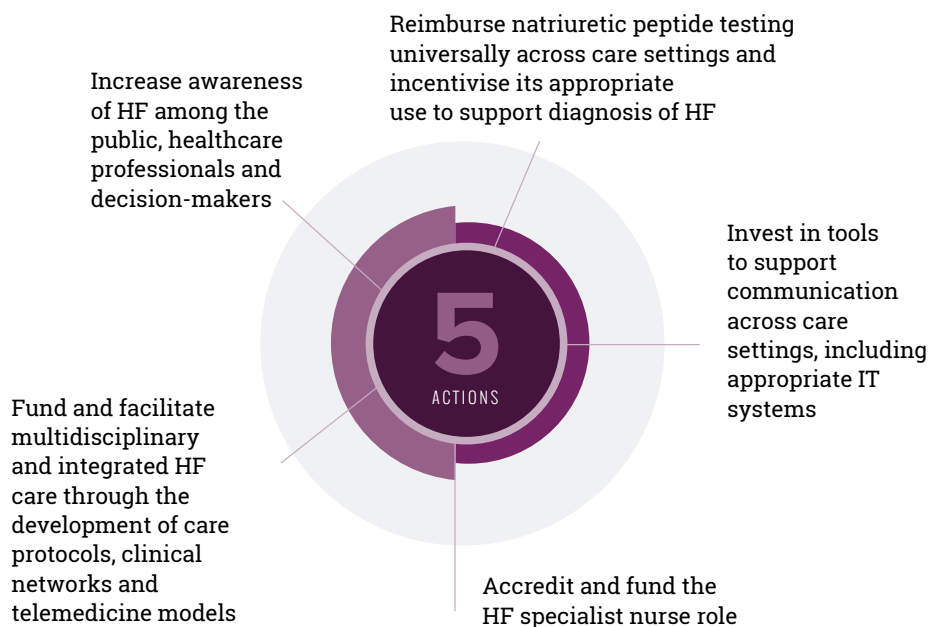 Reimburse natriuretic peptide testing
universally across care settings and
incentivise its appropriate
use to support diagnosis of HF
Increase awareness
of HF among the
public, healthcare
professionals and
decision-makers
Invest in tools
to support
communication
across care
settings, including
appropriate IT
systems
5
ACTIONS
Fund and facilitate
multidisciplinary
and integrated HF
care through the
development of care
protocols, clinical
networks and
telemedicine models
Accredit and fund the
HF specialist nurse role